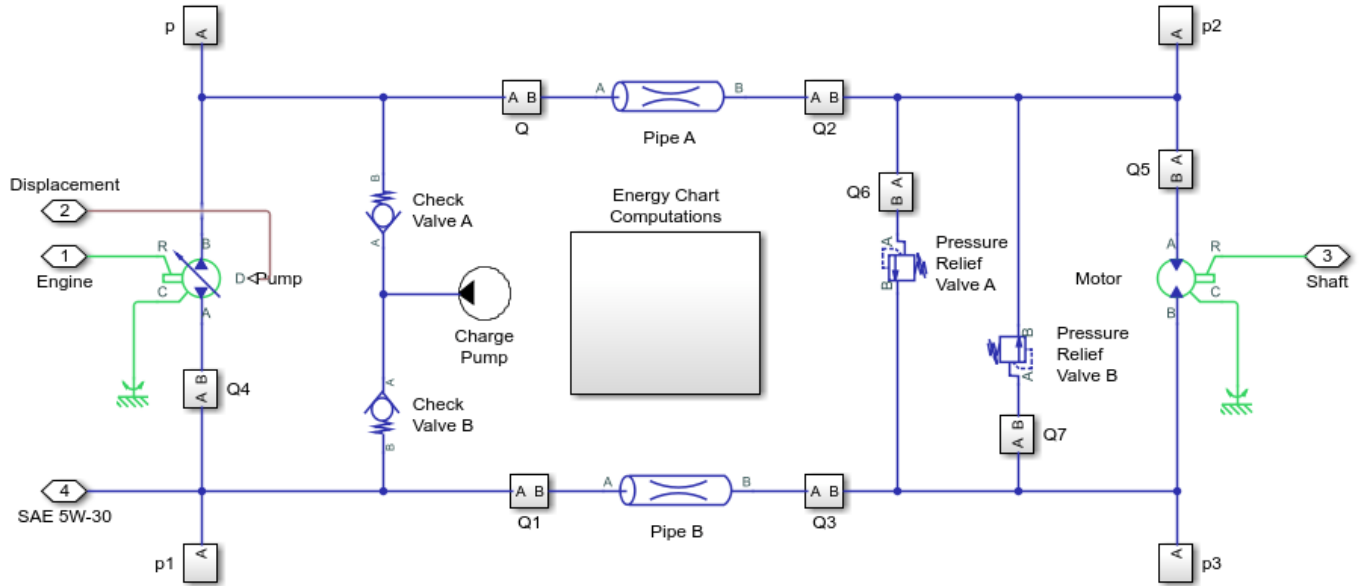 p
A
A
p2
A B
Q
A
B
Pipe A
A B
Q2
A
B
Q5
B
Check
Valve A
A
Energy Chart
Computations
A
B
Q6
A
B
Pressure
Relief
Valve A
Displacement
2
1
Engine
R
C
B
A
D
Pump
Charge
Pump
Motor
A
B
R
C
3
Shaft
B
A
Pressure
Relief
Valve B
B
A
Q4
A
Check
Valve B
B
B
A
Q7
4
SAE 5W-30
A B
Q1
A
B
Pipe B
A B
Q3
p1
A
A
p3